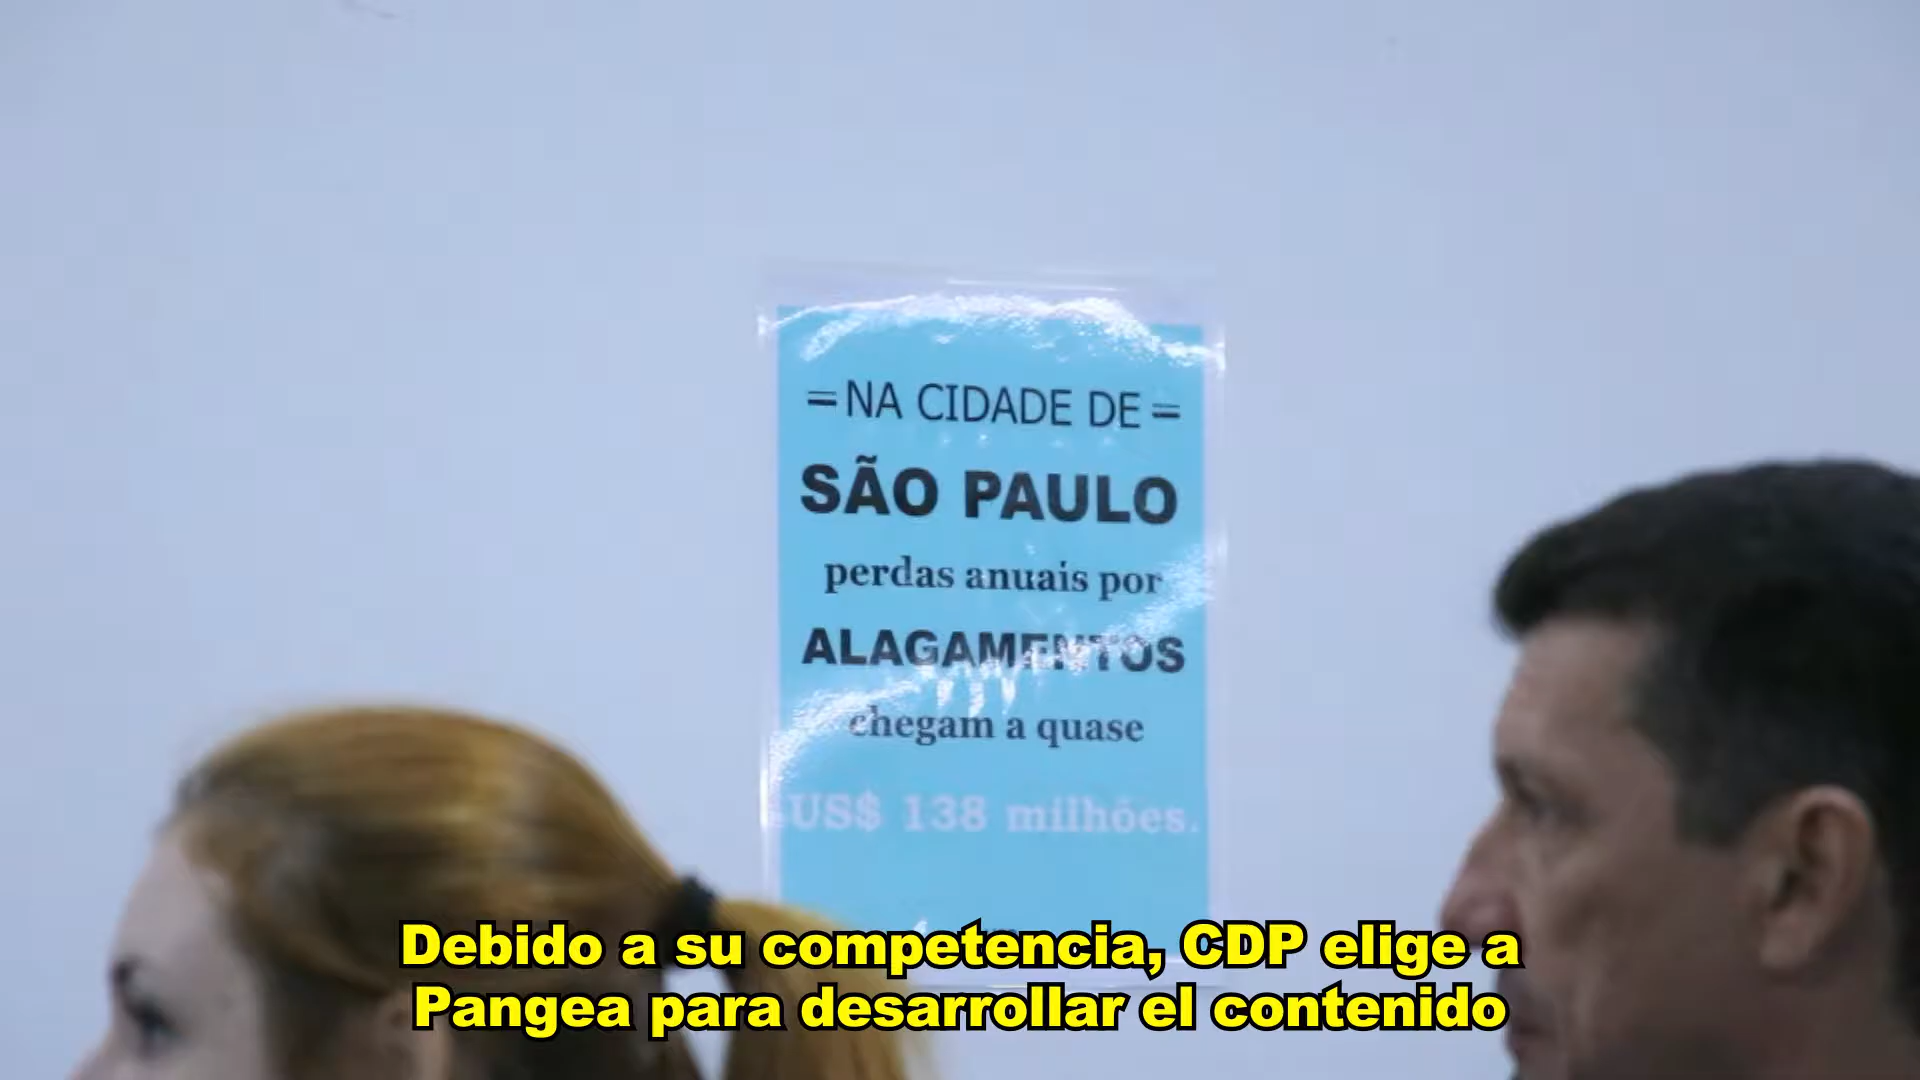 =NA CIDADE DE=
SÃO PAULO
perdas anuais por
ALAGAMENTOS
chegam a quase
US$ 138 milhões.
Debido a su competencia, CDP elige a
Pangea para desarrollar el contenido